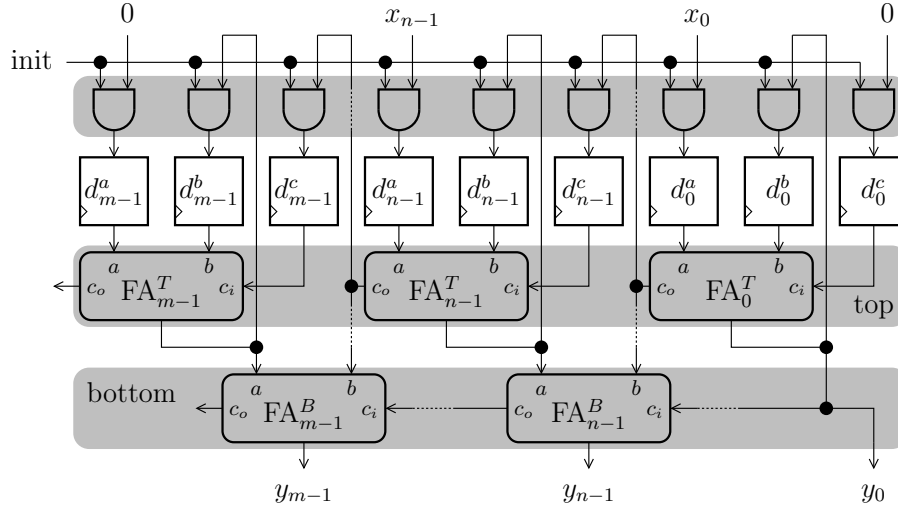 0 x_{n-1} x_0 0
init
d^a_{m-1} d^b_{m-1} d^c_{m-1} d^a_{n-1} d^b_{n-1} d^c_{n-1} d^a_0 d^b_0 d^c_0
a b a b a b
c_o FA^T_{m-1} c_i c_o FA^T_{n-1} c_i c_o FA^T_0 c_i
top
bottom a b a b
c_o FA^B_{m-1} c_i c_o FA^B_{n-1} c_i
y_{m-1} y_{n-1} y_0